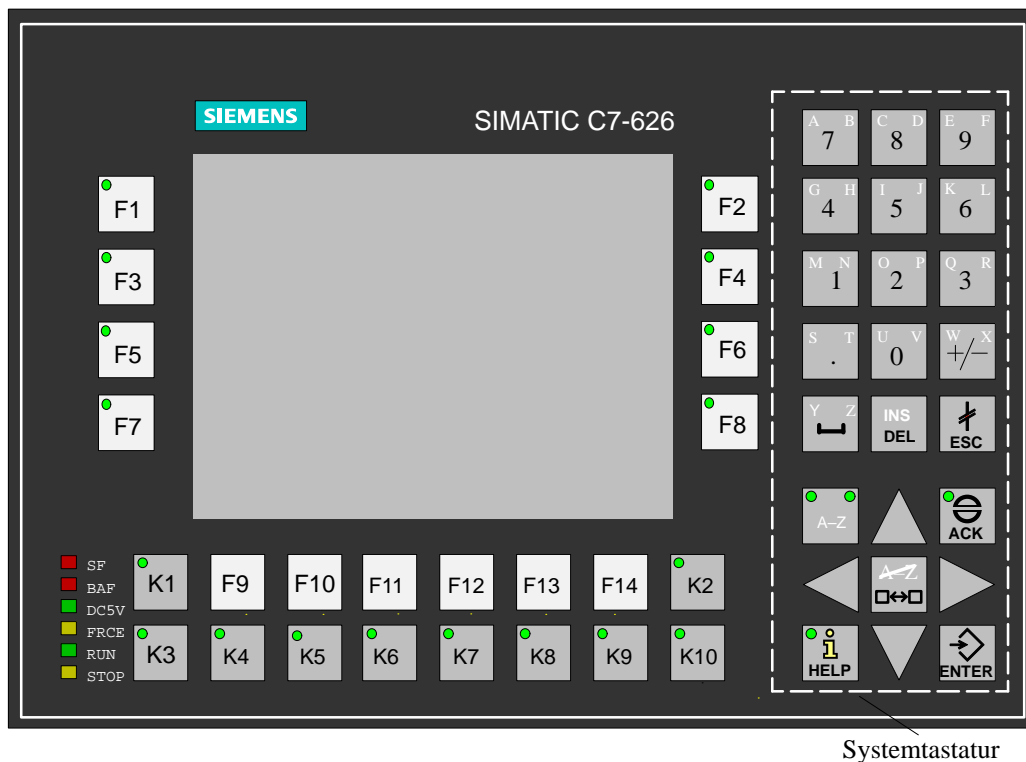 SIEMENS
SIMATIC C7-626
A B
7
C D
8
E F
9
F1
F2
G H
4
I J
5
K L
6
F3
F4
M N
1
O P
2
Q R
3
F5
F6
S T
.
U V
0
W X
+/−
F7
F8
Y Z
INS
DEL
ESC
A–Z
ACK
SF
BAF
DC5V
FRCE
RUN
STOP
K1
F9
F10
F11
F12
F13
F14
K2
A–Z
K3
K4
K5
K6
K7
K8
K9
K10
i
HELP
ENTER
Systemtastatur